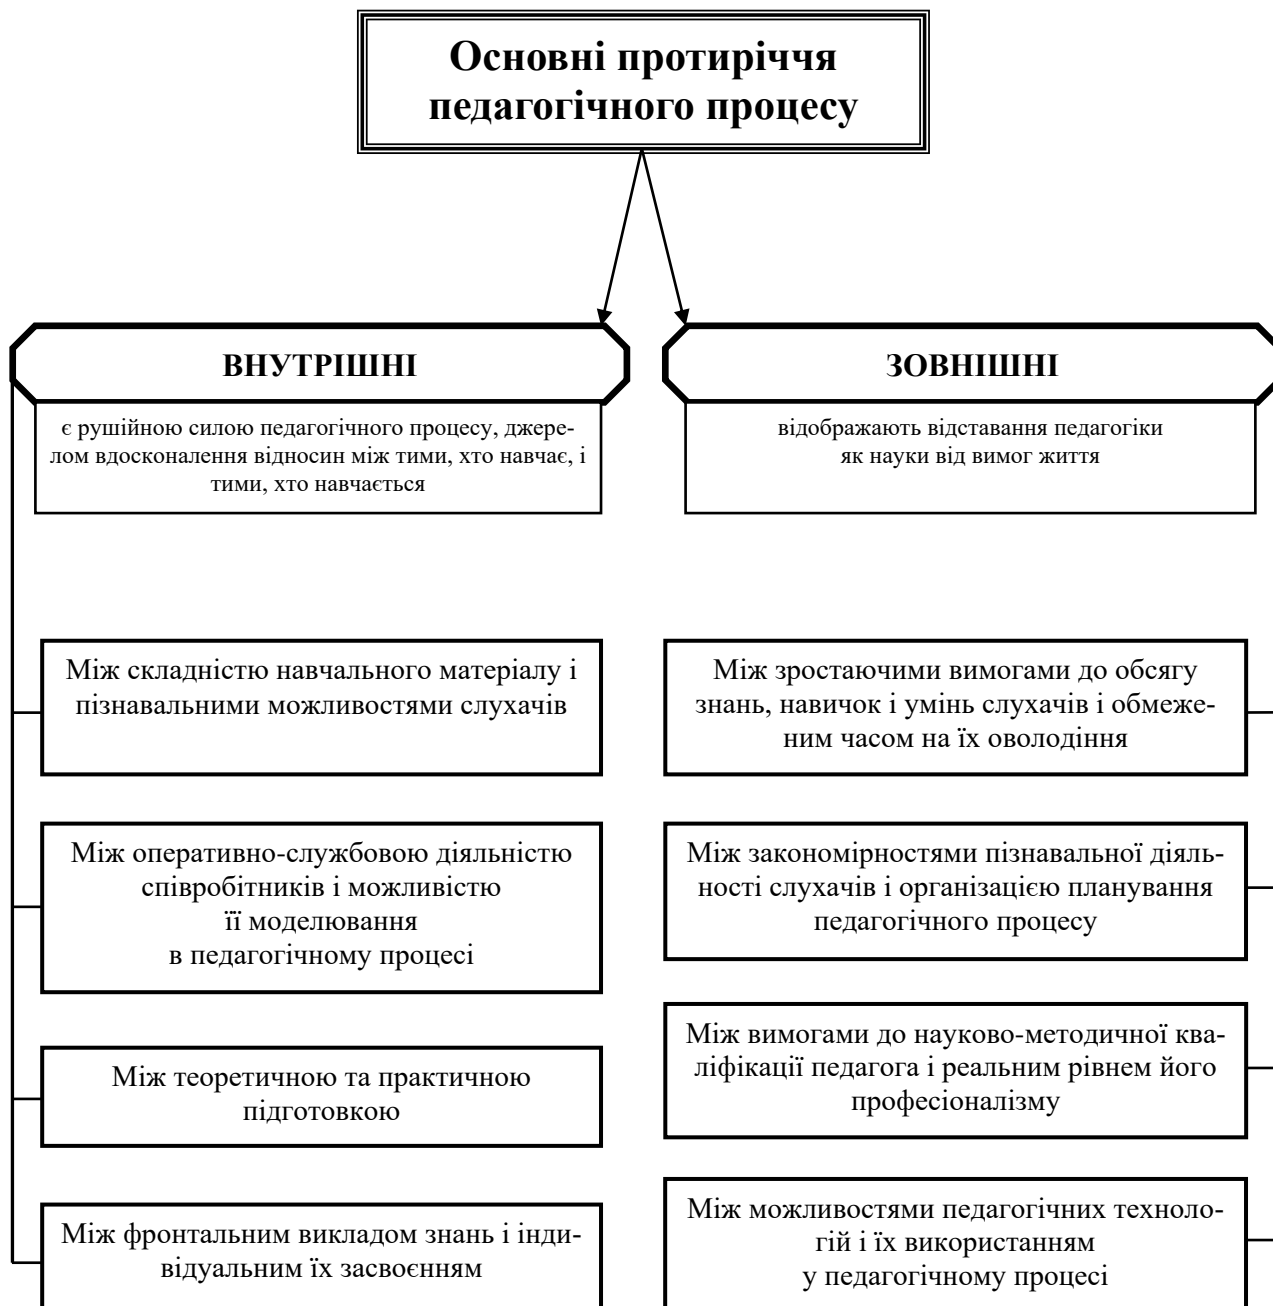 Основні протиріччя
педагогічного процесу
ВНУТРІШНІ
є рушійною силою педагогічного процесу, джере-
лом вдосконалення відносин між тими, хто навчає, і
тими, хто навчається
ЗОВНІШНІ
відображають відставання педагогіки
як науки від вимог життя
Між складністю навчального матеріалу і
пізнавальними можливостями слухачів
Між оперативно-службовою діяльністю
співробітників і можливістю
її моделювання
в педагогічному процесі
Між теоретичною та практичною
підготовкою
Між фронтальним викладом знань і інди-
відуальним їх засвоєнням
Між зростаючими вимогами до обсягу
знань, навичок і умінь слухачів і обмеже-
ним часом на їх оволодіння
Між закономірностями пізнавальної діяль-
ності слухачів і організацією планування
педагогічного процесу
Між вимогами до науково-методичної ква-
ліфікації педагога і реальним рівнем його
професіоналізму
Між можливостями педагогічних техноло-
гій і їх використанням
у педагогічному процесі